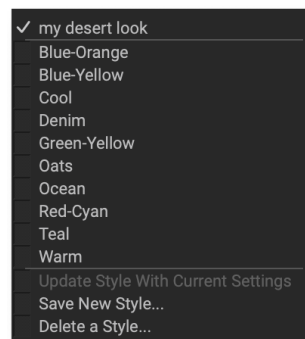 my desert look
Blue-Orange
Blue-Yellow
Cool
Denim
Green-Yellow
Oats
Ocean
Red-Cyan
Teal
Warm
Update Style With Current Settings
Save New Style...
Delete a Style...